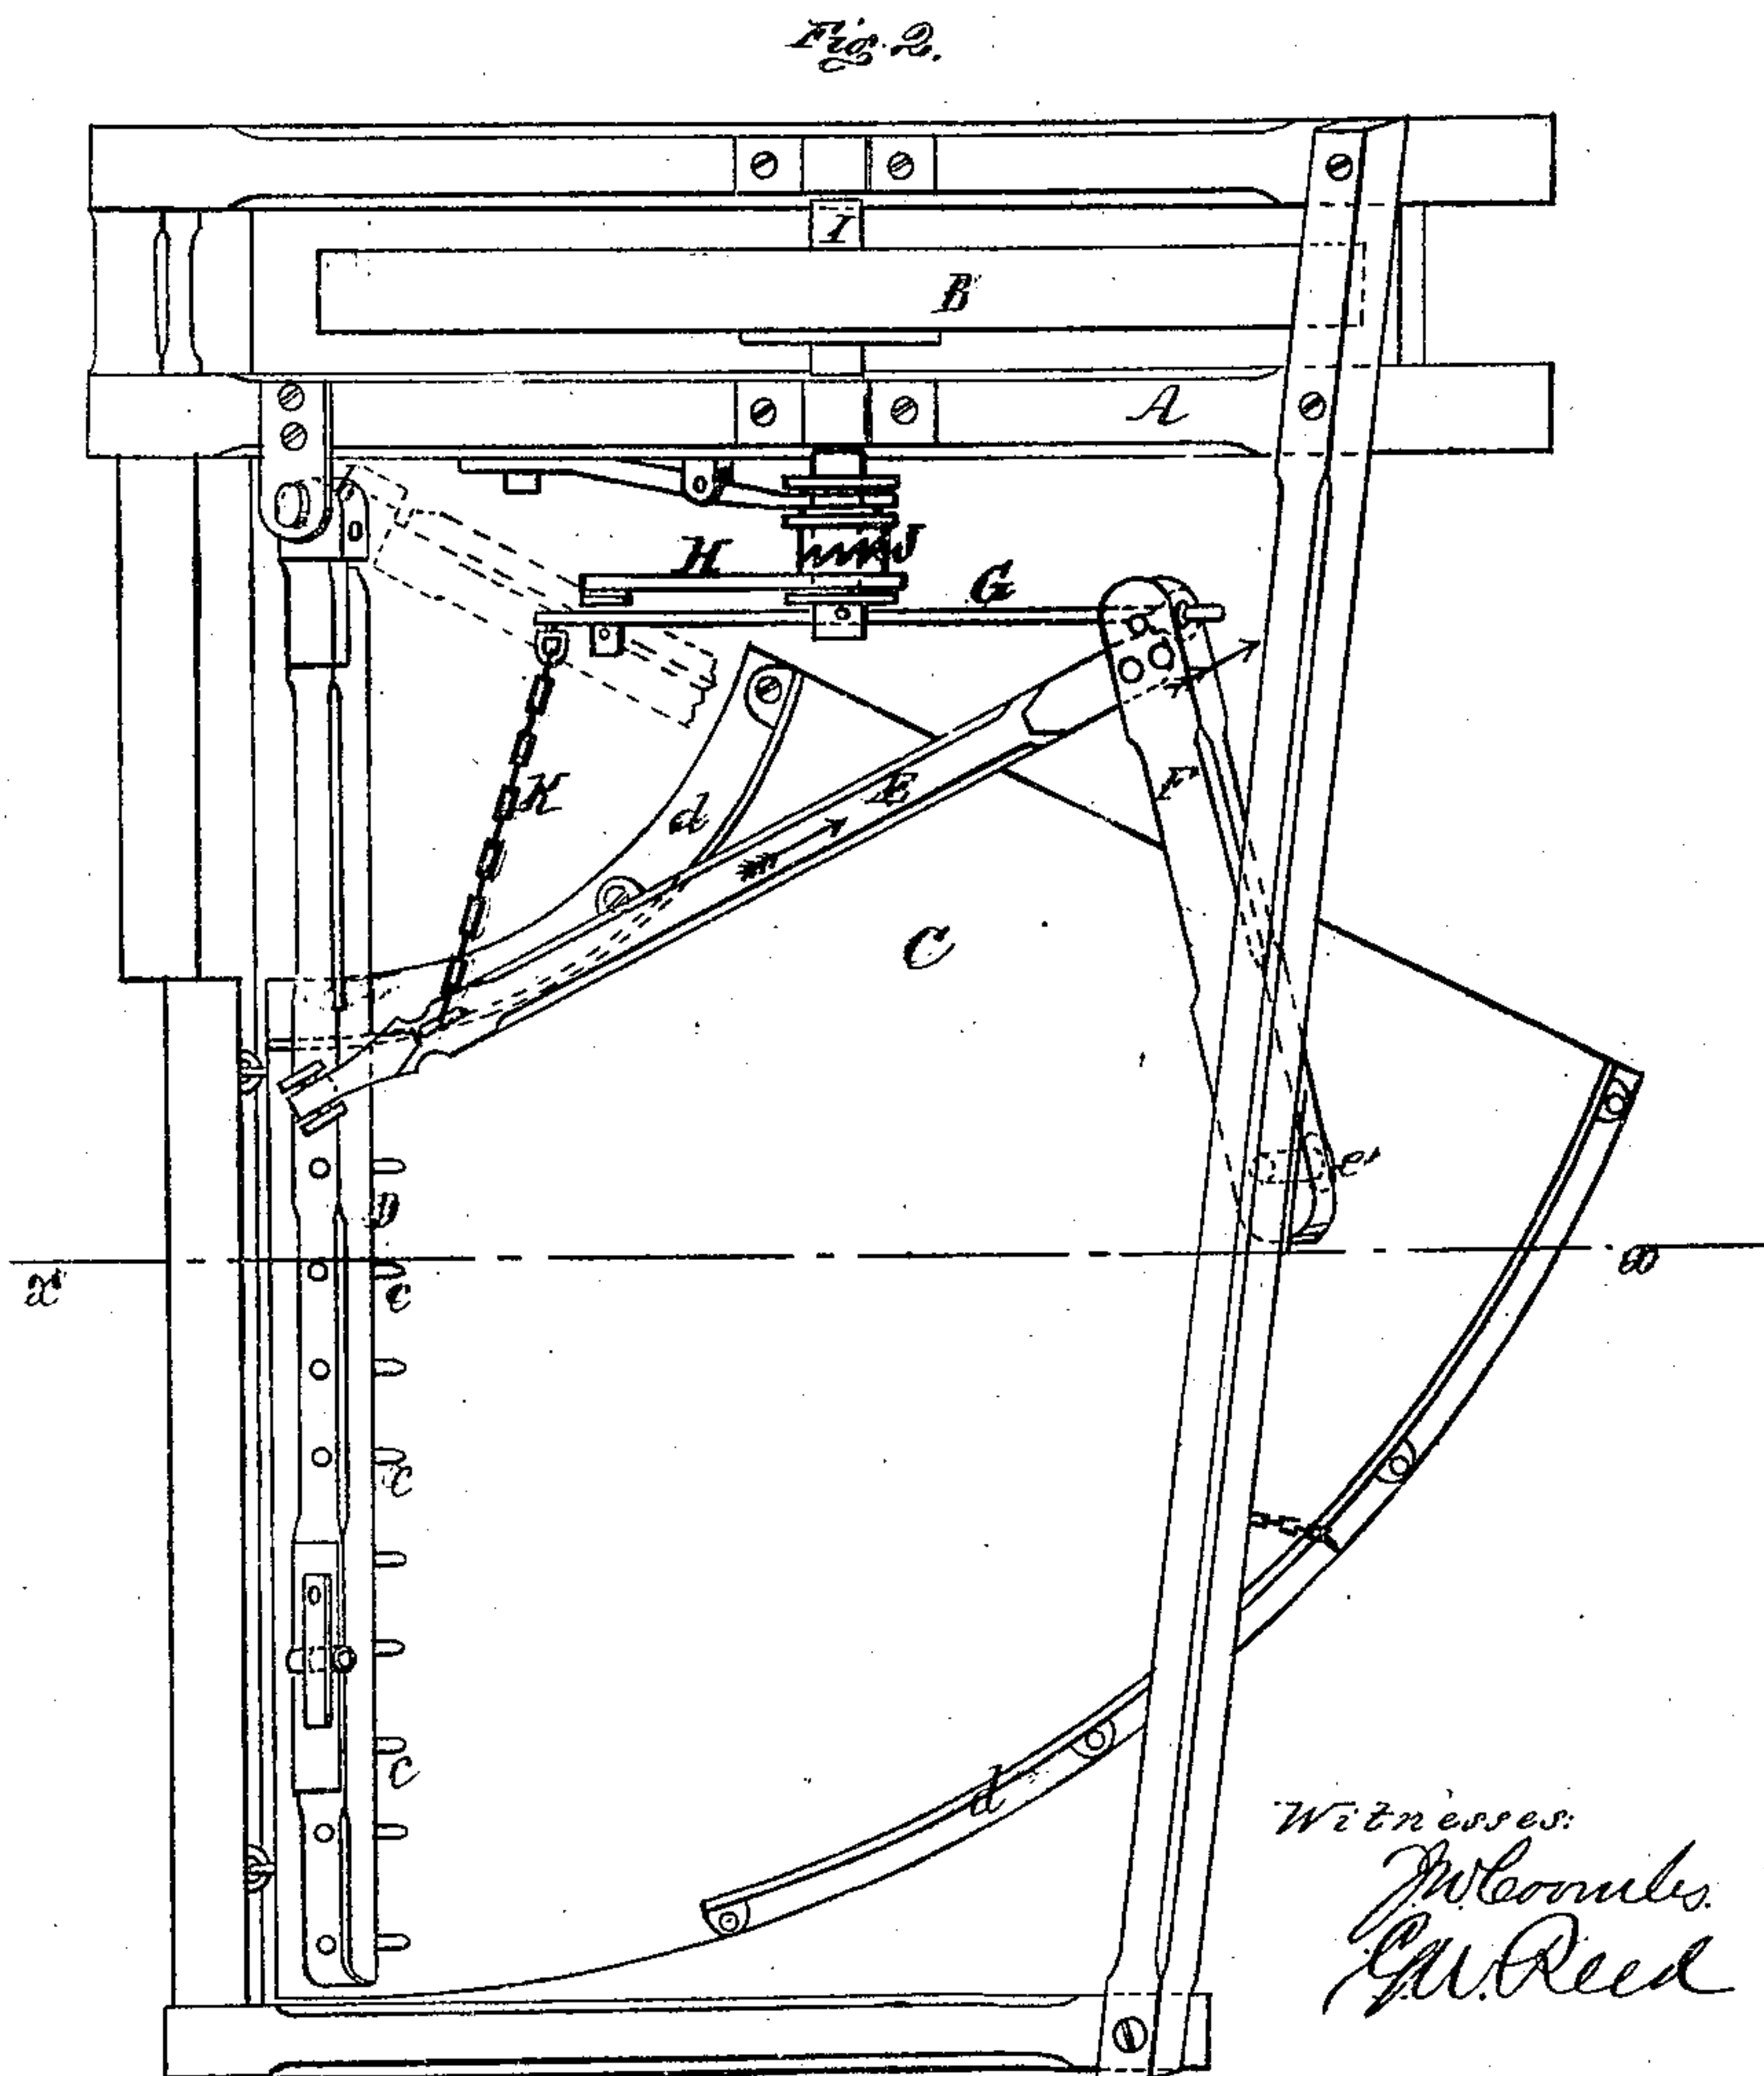 Fig. 2.
I
B
A
H
J
G
K
d
E
F
C
e'
D
x'
c
x
c
c
d
Witnesses:
J. W. Coombs.
G. W. Reed